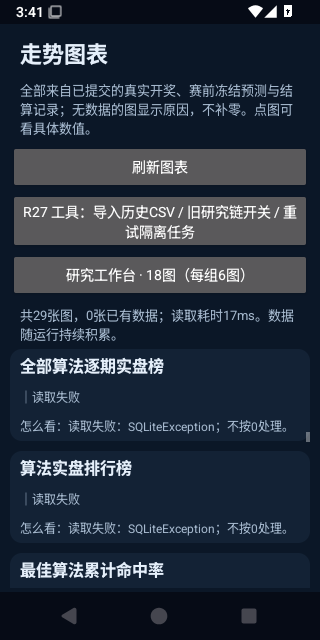 3:41
走势图表
全部来自已提交的真实开奖、赛前冻结预测与结
算记录；无数据的图显示原因，不补零。点图可
看具体数值。
刷新图表
R27 工具：导入历史CSV / 旧研究链开关 / 重
试隔离任务
研究工作台 · 18图（每组6图）
共29张图，0张已有数据；读取耗时17ms。数据
随运行持续积累。
全部算法逐期实盘榜
｜读取失败
怎么看：读取失败：SQLiteException；不按0处理。
算法实盘排行榜
｜读取失败
怎么看：读取失败：SQLiteException；不按0处理。
最佳算法累计命中率